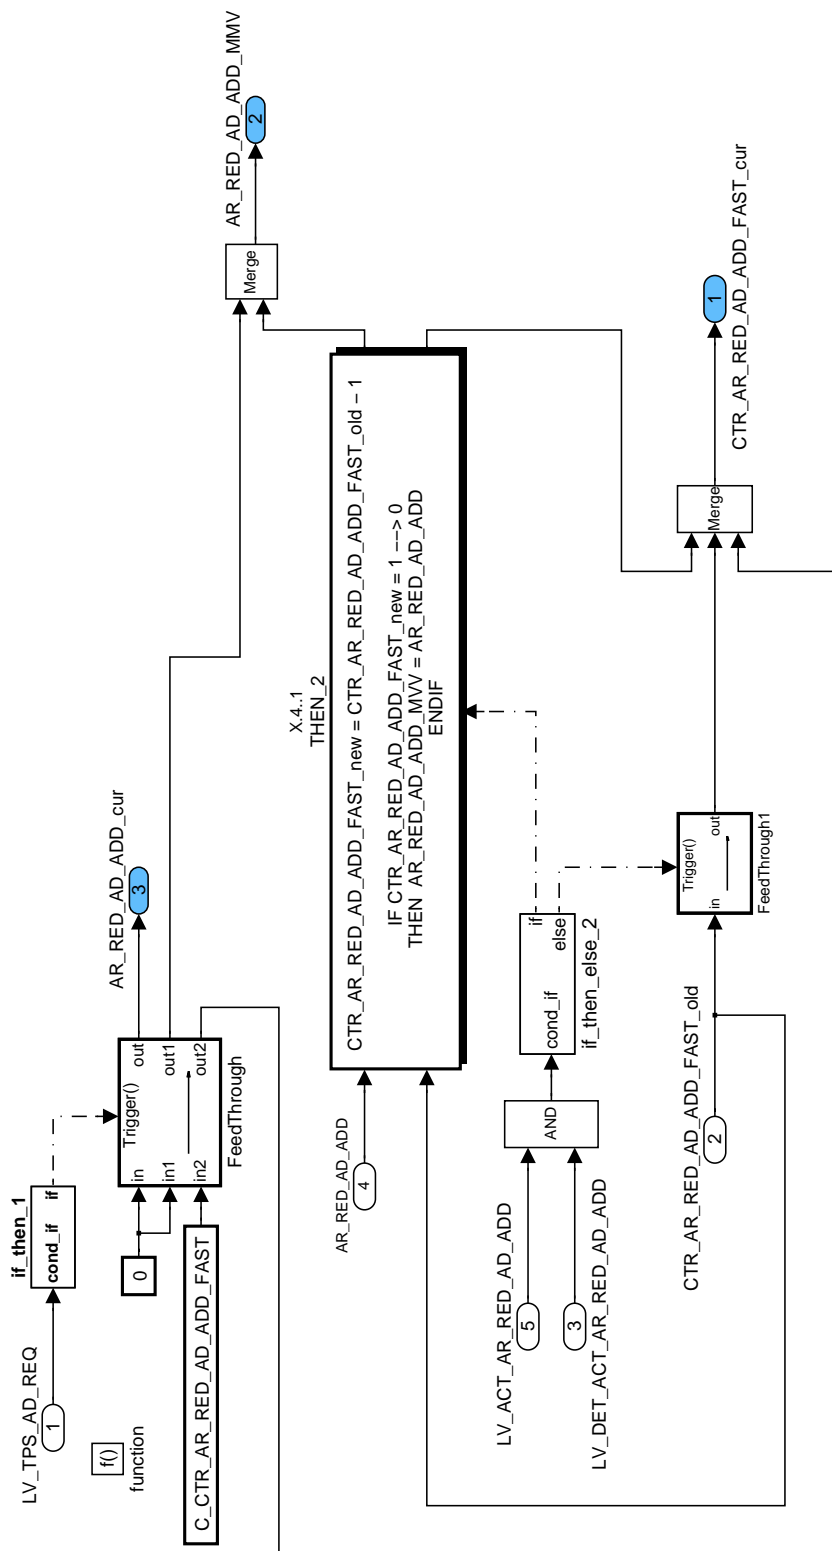 LV_TPS_AD_REQ
1
if_then_1
cond_if
if
f()
function
0
C_CTR_AR_RED_AD_ADD_FAST
Trigger()
in
in1
in2
out
out1
out2
FeedThrough
AR_RED_AD_ADD_cur
3
Merge
AR_RED_AD_ADD_MMV
2
AR_RED_AD_ADD
4
X.4..1
THEN_2
CTR_AR_RED_AD_ADD_FAST_new = CTR_AR_RED_AD_ADD_FAST_old − 1
IF CTR_AR_RED_AD_ADD_FAST_new = 1 −−> 0
THEN AR_RED_AD_ADD_MVV = AR_RED_AD_ADD
ENDIF
LV_ACT_AR_RED_AD_ADD
5
3
LV_DET_ACT_AR_RED_AD_ADD
AND
cond_if
if
else
if_then_else_2
CTR_AR_RED_AD_ADD_FAST_old
2
Trigger()
in
out
FeedThrough1
Merge
1
CTR_AR_RED_AD_ADD_FAST_cur